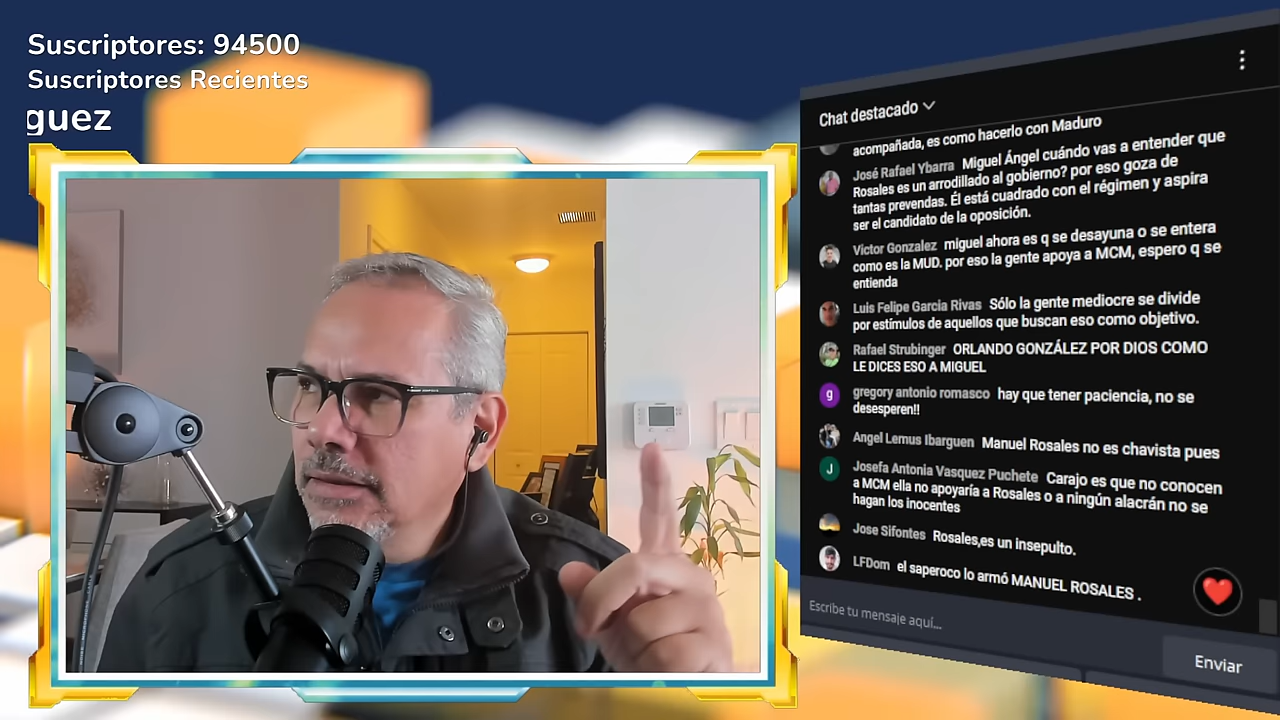 Suscriptores: 94500
Suscriptores Recientes
guez
Chat destacado
acompañada, es como hacerlo con Maduro
José Rafael Ybarra Miguel Ángel cuándo vas a entender que
Rosales es un arrodillado al gobierno? por eso goza de
tantas prevendas. Él está cuadrado con el régimen y aspira
ser el candidato de la oposición.
Victor Gonzalez miguel ahora es q se desayuna o se entera
como es la MUD. por eso la gente apoya a MCM, espero q se
entienda
Luis Felipe Garcia Rivas Sólo la gente mediocre se divide
por estímulos de aquellos que buscan eso como objetivo.
Rafael Strubinger ORLANDO GONZÁLEZ POR DIOS COMO
LE DICES ESO A MIGUEL
g
gregory antonio romasco hay que tener paciencia, no se
desesperen!!
Angel Lemus Ibarguen Manuel Rosales no es chavista pues
J
Josefa Antonia Vasquez Puchete Carajo es que no conocen
a MCM ella no apoyaría a Rosales o a ningún alacrán no se
hagan los inocentes
Jose Sifontes Rosales,es un insepulto.
LFDom el saperoco lo armó MANUEL ROSALES .
Escribe tu mensaje aquí...
Enviar